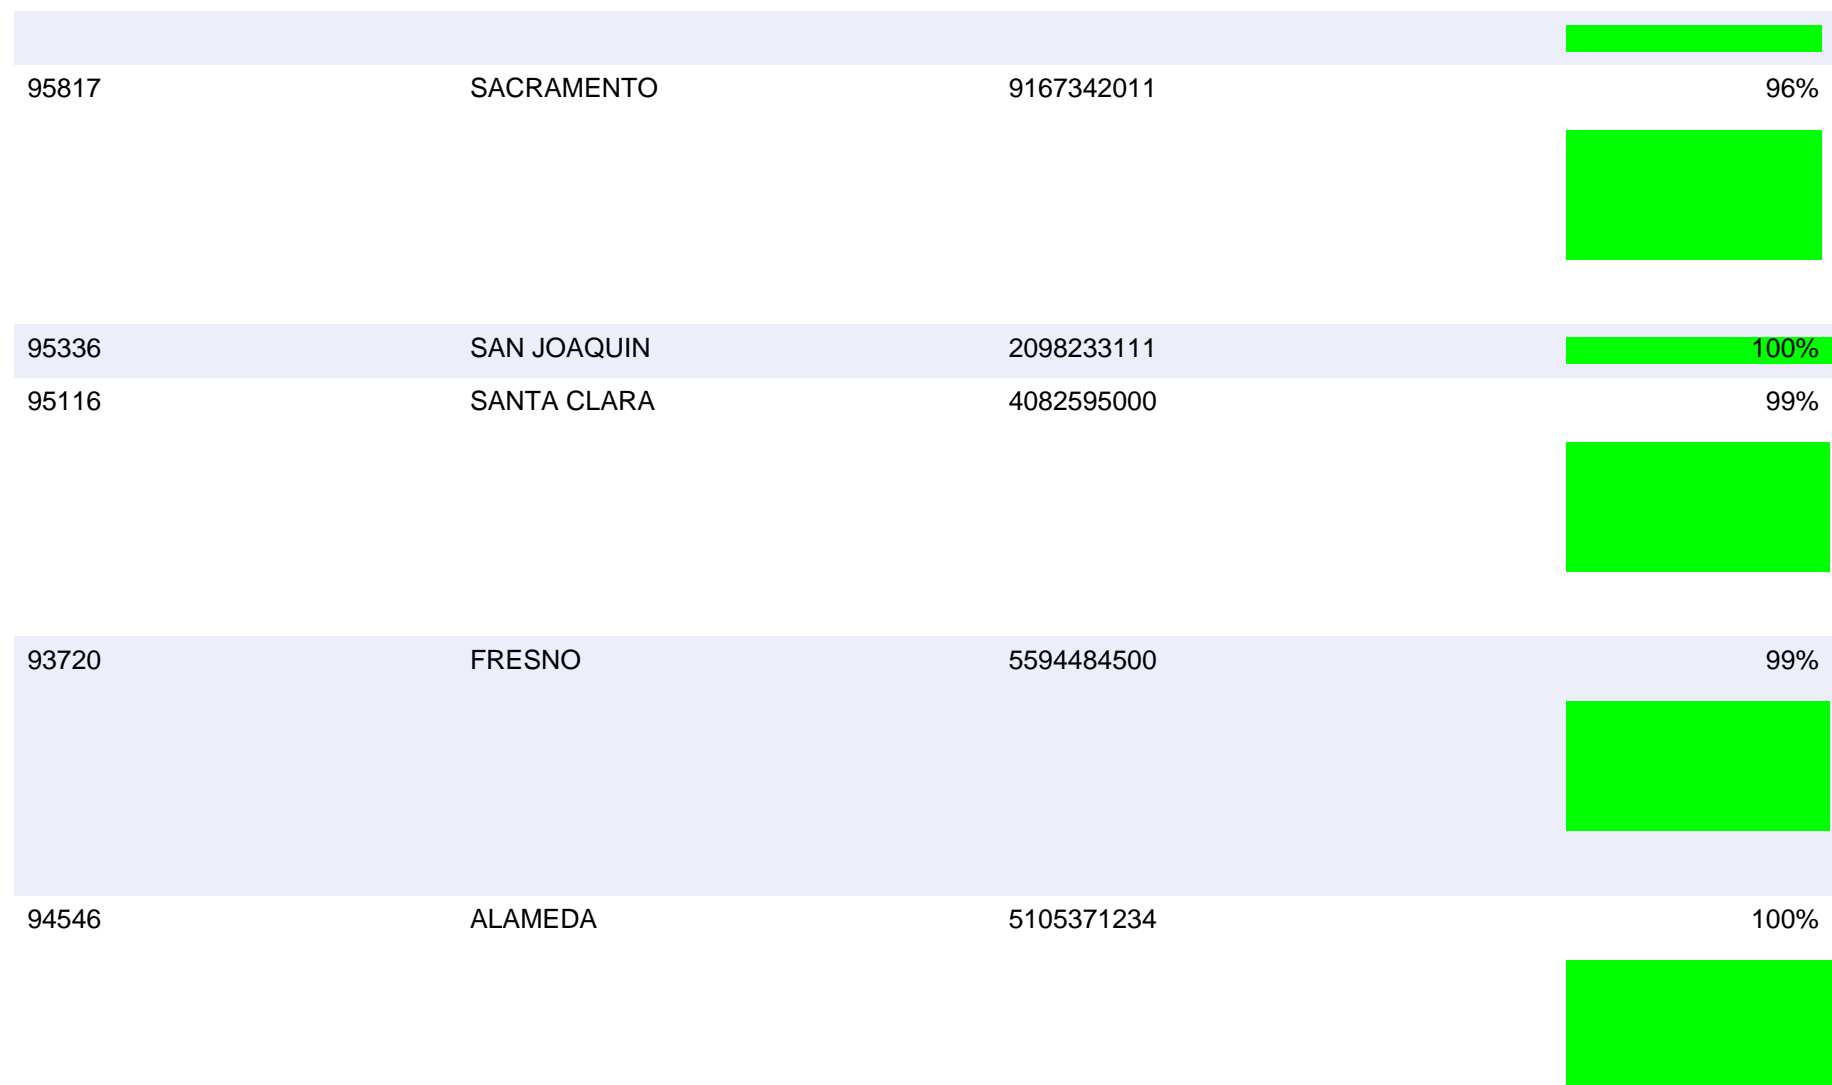 95817 SACRAMENTO 9167342011 96%
95336 SAN JOAQUIN 2098233111 100%
95116 SANTA CLARA 4082595000 99%
93720 FRESNO 5594484500 99%
94546 ALAMEDA 5105371234 100%